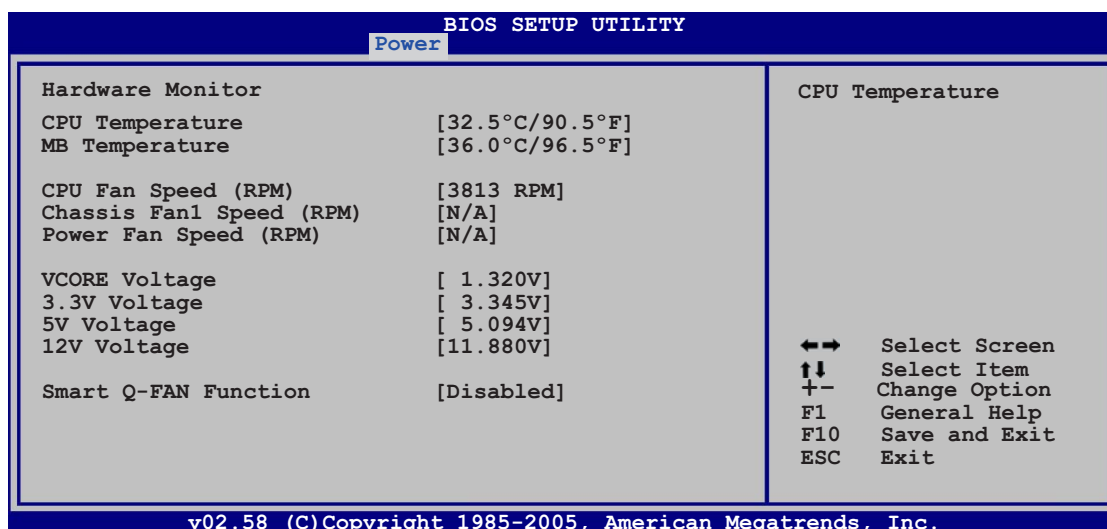 BIOS SETUP UTILITY
Power
Hardware Monitor
CPU Temperature [32.5°C/90.5°F]
MB Temperature [36.0°C/96.5°F]
CPU Fan Speed (RPM) [3813 RPM]
Chassis Fan1 Speed (RPM) [N/A]
Power Fan Speed (RPM) [N/A]
VCORE Voltage [ 1.320V]
3.3V Voltage [ 3.345V]
5V Voltage [ 5.094V]
12V Voltage [11.880V]
Smart Q-FAN Function [Disabled]
CPU Temperature
←→ Select Screen
↑↓ Select Item
+- Change Option
F1 General Help
F10 Save and Exit
ESC Exit
v02.58 (C)Copyright 1985-2005, American Megatrends, Inc.